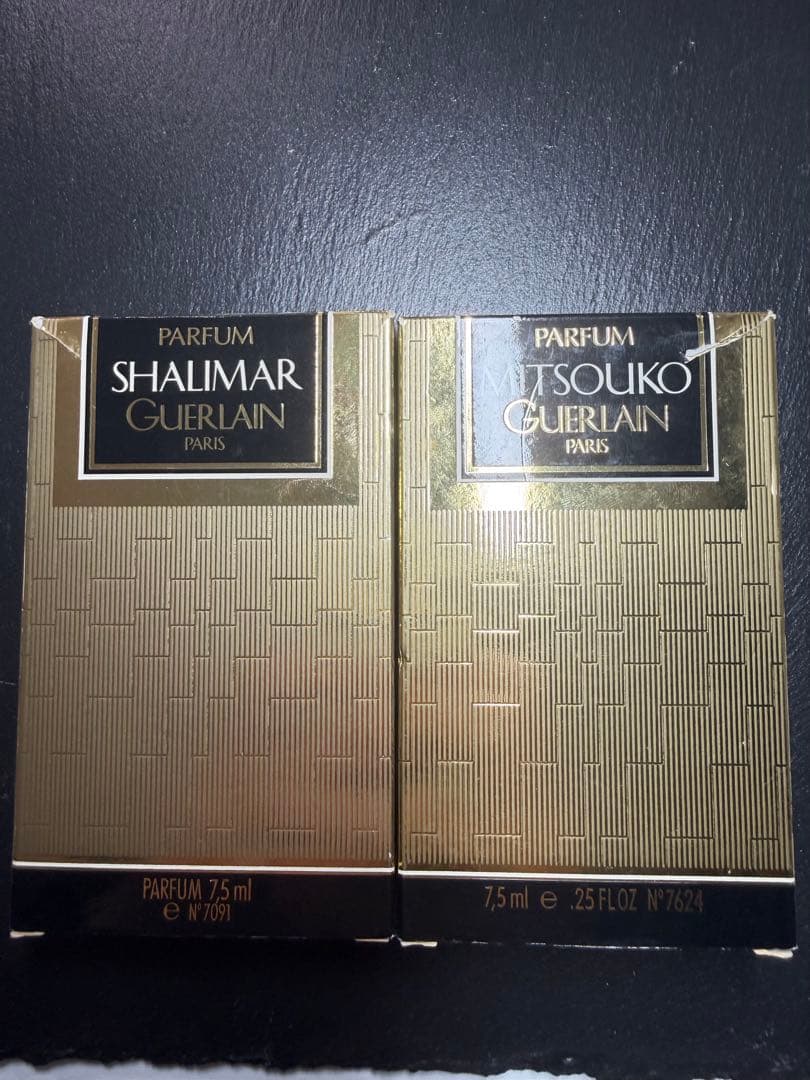 PARFUM
SHALIMAR
GUERLAIN
PARIS
PARFUM 7,5 ml
e N° 7091
PARFUM
MITSOUKO
GUERLAIN
PARIS
7,5 ml e .25 FL OZ N° 7624